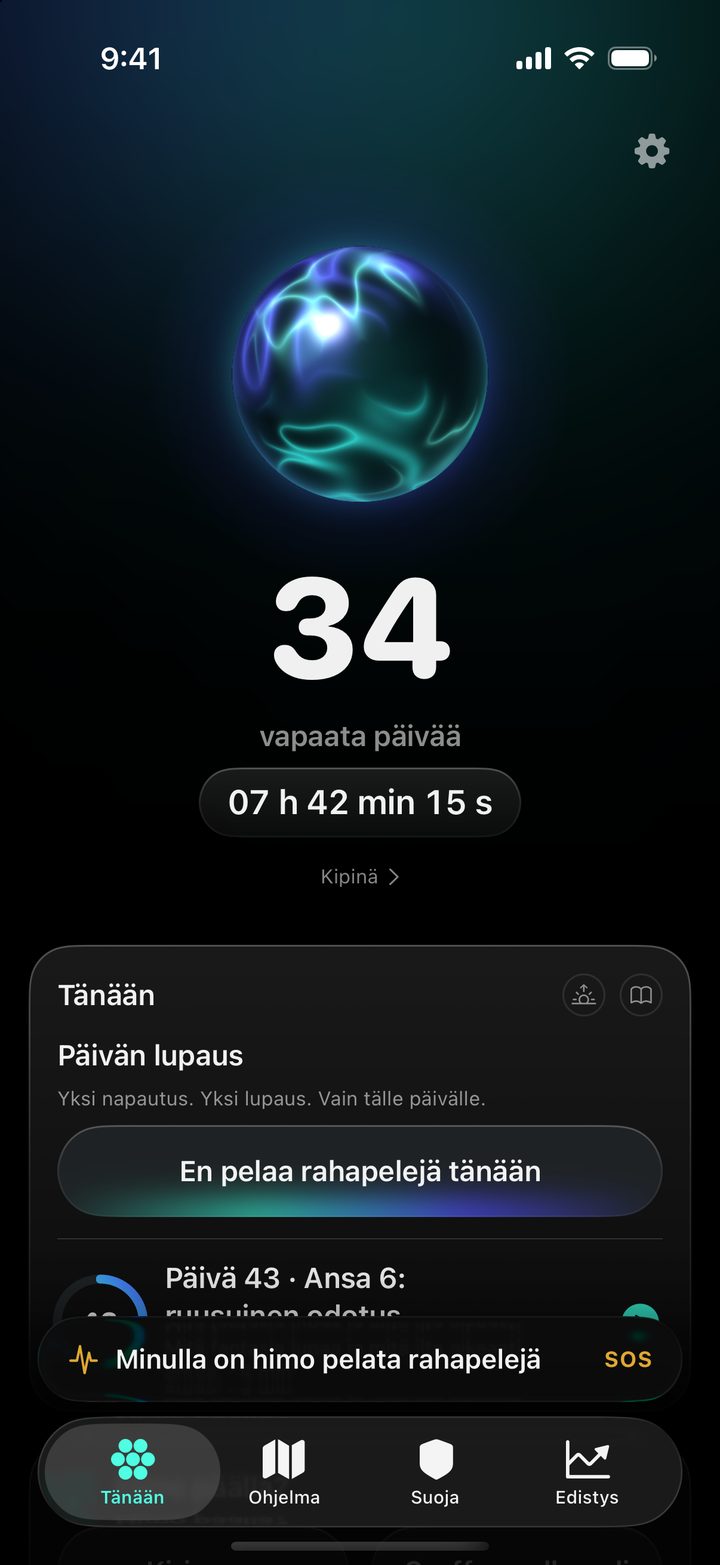 9:41
34
vapaata päivää
07 h 42 min 15 s
Kipinä
Tänään
Päivän lupaus
Yksi napautus. Yksi lupaus. Vain tälle päivälle.
En pelaa rahapelejä tänään
Päivä 43 · Ansa 6:
ruusuinen odotus
Minulla on himo pelata rahapelejä
SOS
Tänään
Ohjelma
Suoja
Edistys